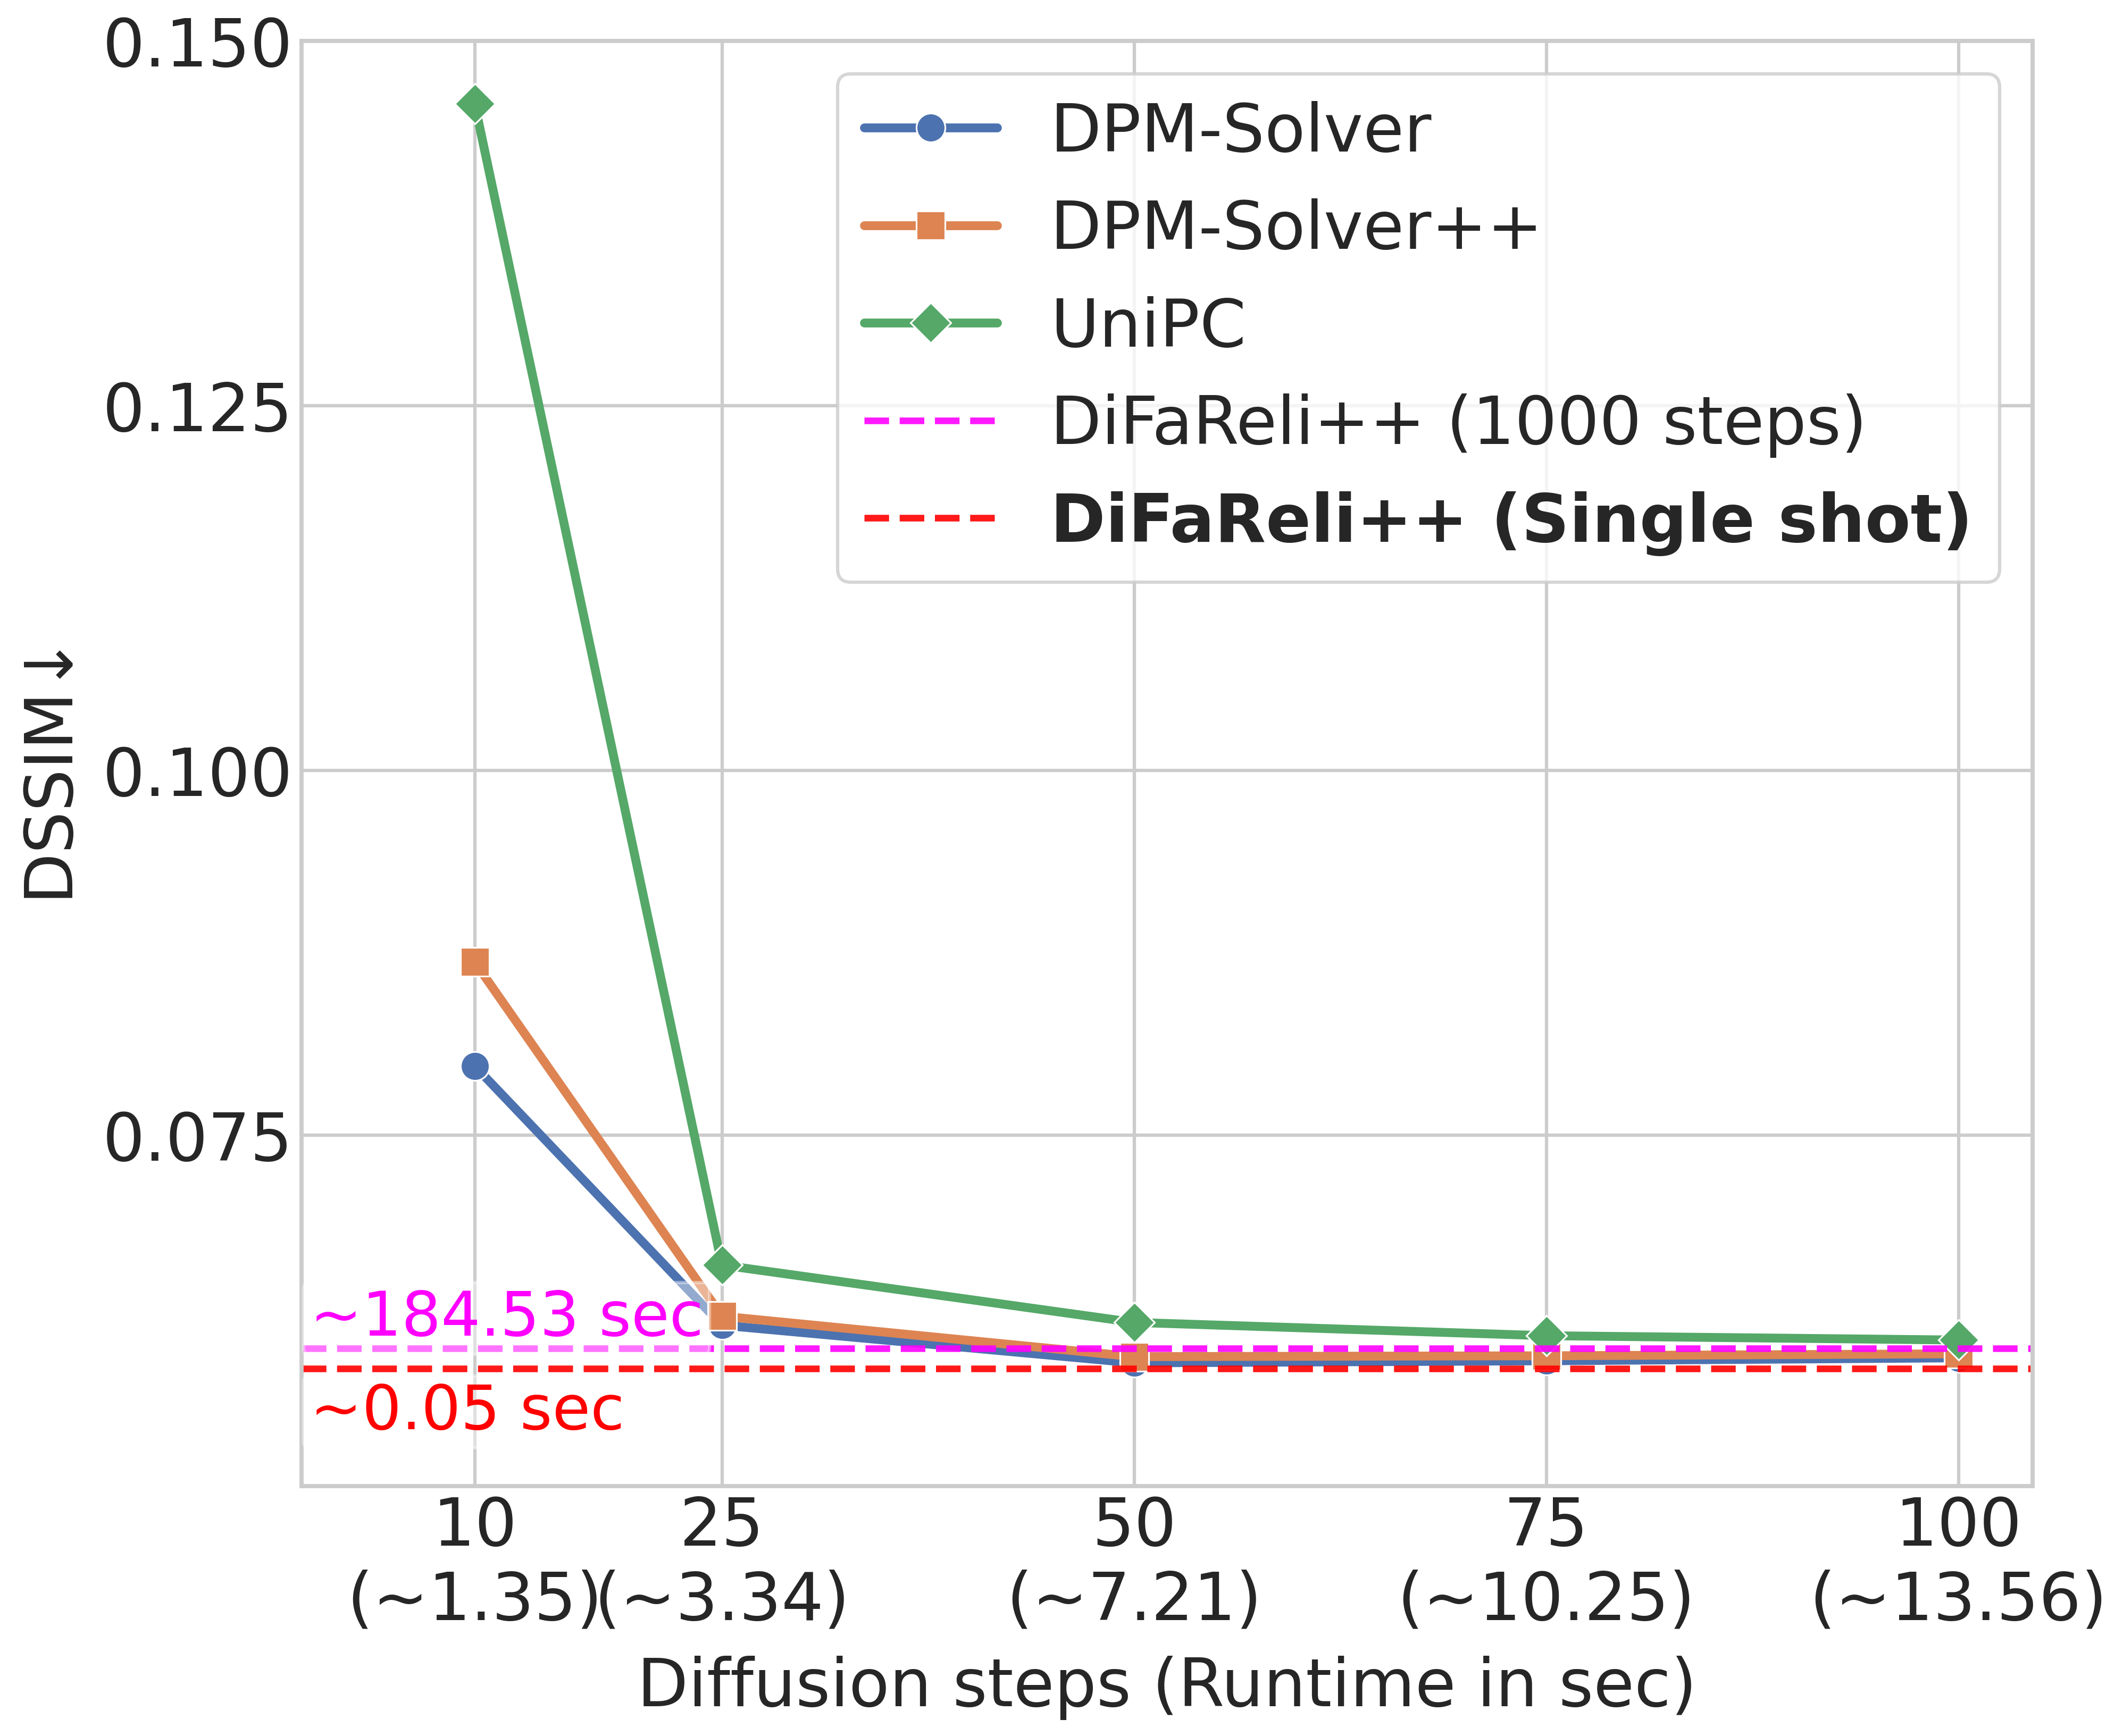 0.150
0.125
0.100
0.075
DSSIM↓
DPM-Solver
DPM-Solver++
UniPC
DiFaReli++ (1000 steps)
DiFaReli++ (Single shot)
~184.53 sec
~0.05 sec
10 25 50 75 100
(~1.35) (~3.34) (~7.21) (~10.25) (~13.56)
Diffusion steps (Runtime in sec)